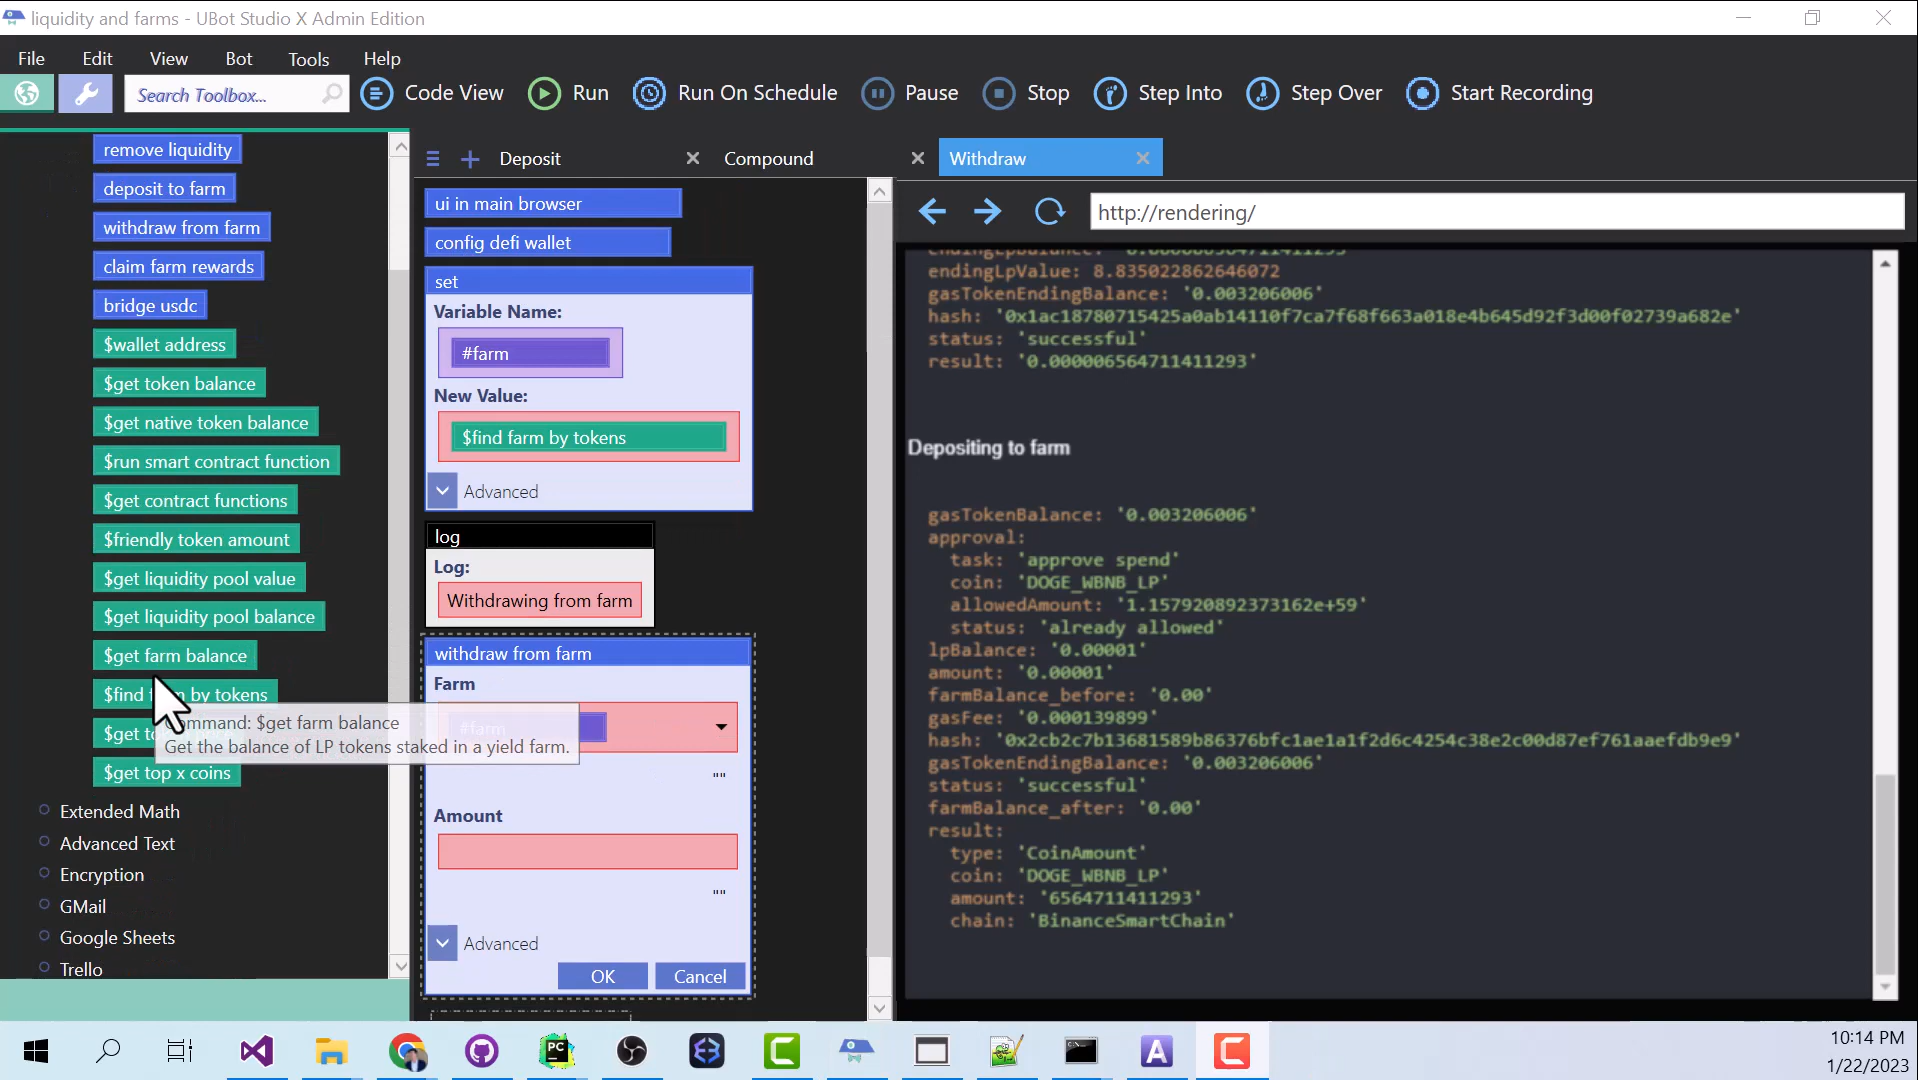 liquidity and farms - UBot Studio X Admin Edition
File Edit View Bot Tools Help
Search Toolbox...
Code View
Run
Run On Schedule
Pause
Stop
Step Into
Step Over
Start Recording
remove liquidity
deposit to farm
withdraw from farm
claim farm rewards
bridge usdc
$wallet address
$get token balance
$get native token balance
$run smart contract function
$get contract functions
$friendly token amount
$get liquidity pool value
$get liquidity pool balance
$get farm balance
$find farm by tokens
$get to
$get top x coins
Extended Math
Advanced Text
Encryption
GMail
Google Sheets
Trello
Command: $get farm balance
Get the balance of LP tokens staked in a yield farm.
Deposit
Compound
Withdraw
ui in main browser
config defi wallet
set
Variable Name:
#farm
New Value:
$find farm by tokens
Advanced
log
Log:
Withdrawing from farm
withdraw from farm
Farm
#farm
""
Amount
""
Advanced
OK
Cancel
http://rendering/
endingLpValue: 8.835022862646072
gasTokenEndingBalance: '0.003206006'
hash: '0x1ac18780715425a0ab14110f7ca7f68f663a018e4b645d92f3d00f02739a682e'
status: 'successful'
result: '0.000006564711411293'
Depositing to farm
gasTokenBalance: '0.003206006'
approval:
task: 'approve spend'
coin: 'DOGE_WBNB_LP'
allowedAmount: '1.157920892373162e+59'
status: 'already allowed'
lpBalance: '0.00001'
amount: '0.00001'
farmBalance_before: '0.00'
gasFee: '0.000139899'
hash: '0x2cb2c7b13681589b86376bfc1ae1a1f2d6c4254c38e2c00d87ef761aaefdb9e9'
gasTokenEndingBalance: '0.003206006'
status: 'successful'
farmBalance_after: '0.00'
result:
type: 'CoinAmount'
coin: 'DOGE_WBNB_LP'
amount: '6564711411293'
chain: 'BinanceSmartChain'
10:14 PM
1/22/2023